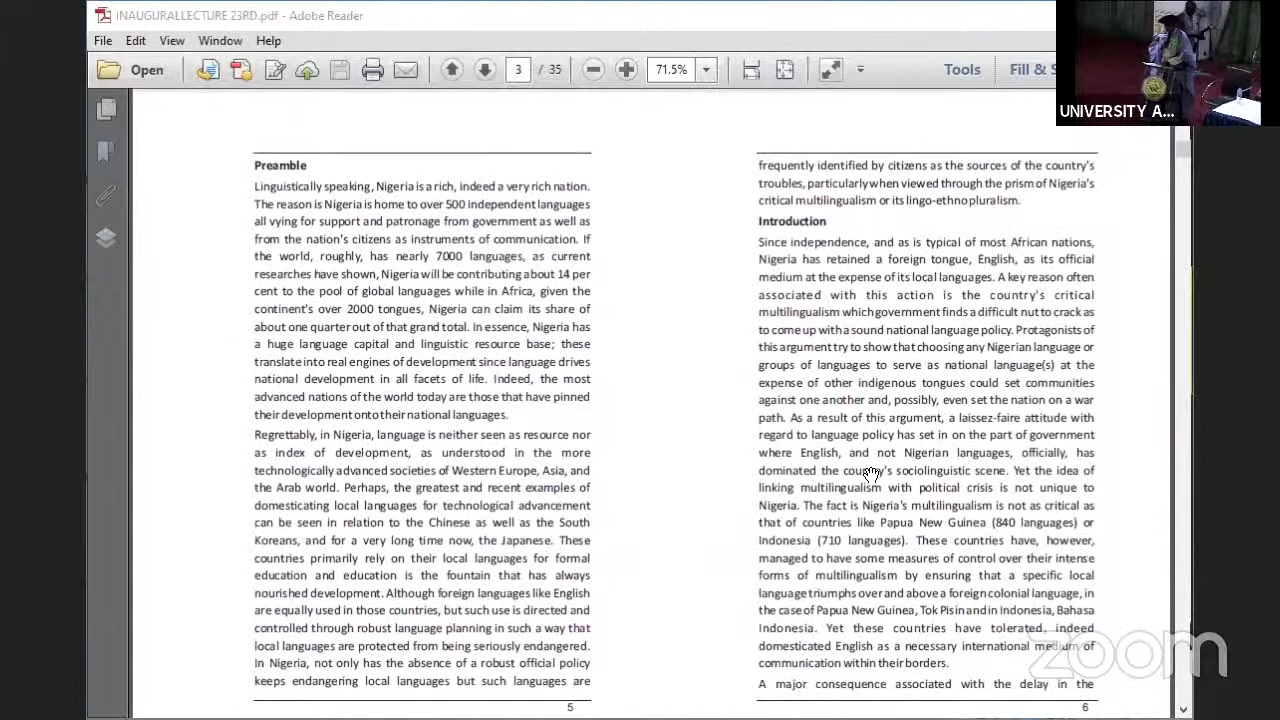 INAUGURALLECTURE 23RD.pdf - Adobe Reader
File Edit View Window Help
Open 3 / 35 71.5% Tools Fill & S
UNIVERSITY A...
Preamble
Linguistically speaking, Nigeria is a rich, indeed a very rich nation.
The reason is Nigeria is home to over 500 independent languages
all vying for support and patronage from government as well as
from the nation's citizens as instruments of communication. If
the world, roughly, has nearly 7000 languages, as current
researches have shown, Nigeria will be contributing about 14 per
cent to the pool of global languages while in Africa, given the
continent's over 2000 tongues, Nigeria can claim its share of
about one quarter out of that grand total. In essence, Nigeria has
a huge language capital and linguistic resource base; these
translate into real engines of development since language drives
national development in all facets of life. Indeed, the most
advanced nations of the world today are those that have pinned
their development onto their national languages.
Regrettably, in Nigeria, language is neither seen as resource nor
as index of development, as understood in the more
technologically advanced societies of Western Europe, Asia, and
the Arab world. Perhaps, the greatest and recent examples of
domesticating local languages for technological advancement
can be seen in relation to the Chinese as well as the South
Koreans, and for a very long time now, the Japanese. These
countries primarily rely on their local languages for formal
education and education is the fountain that has always
nourished development. Although foreign languages like English
are equally used in those countries, but such use is directed and
controlled through robust language planning in such a way that
local languages are protected from being seriously endangered.
In Nigeria, not only has the absence of a robust official policy
keeps endangering local languages but such languages are
5
frequently identified by citizens as the sources of the country's
troubles, particularly when viewed through the prism of Nigeria's
critical multilingualism or its lingo-ethno pluralism.
Introduction
Since independence, and as is typical of most African nations,
Nigeria has retained a foreign tongue, English, as its official
medium at the expense of its local languages. A key reason often
associated with this action is the country's critical
multilingualism which government finds a difficult nut to crack as
to come up with a sound national language policy. Protagonists of
this argument try to show that choosing any Nigerian language or
groups of languages to serve as national language(s) at the
expense of other indigenous tongues could set communities
against one another and, possibly, even set the nation on a war
path. As a result of this argument, a laissez-faire attitude with
regard to language policy has set in on the part of government
where English, and not Nigerian languages, officially, has
dominated the country's sociolinguistic scene. Yet the idea of
linking multilingualism with political crisis is not unique to
Nigeria. The fact is Nigeria's multilingualism is not as critical as
that of countries like Papua New Guinea (840 languages) or
Indonesia (710 languages). These countries have, however,
managed to have some measures of control over their intense
forms of multilingualism by ensuring that a specific local
language triumphs over and above a foreign colonial language, in
the case of Papua New Guinea, Tok Pisin and in Indonesia, Bahasa
Indonesia. Yet these countries have tolerated, indeed
domesticated English as a necessary international medium of
communication within their borders.
A major consequence associated with the delay in the
6
zoom